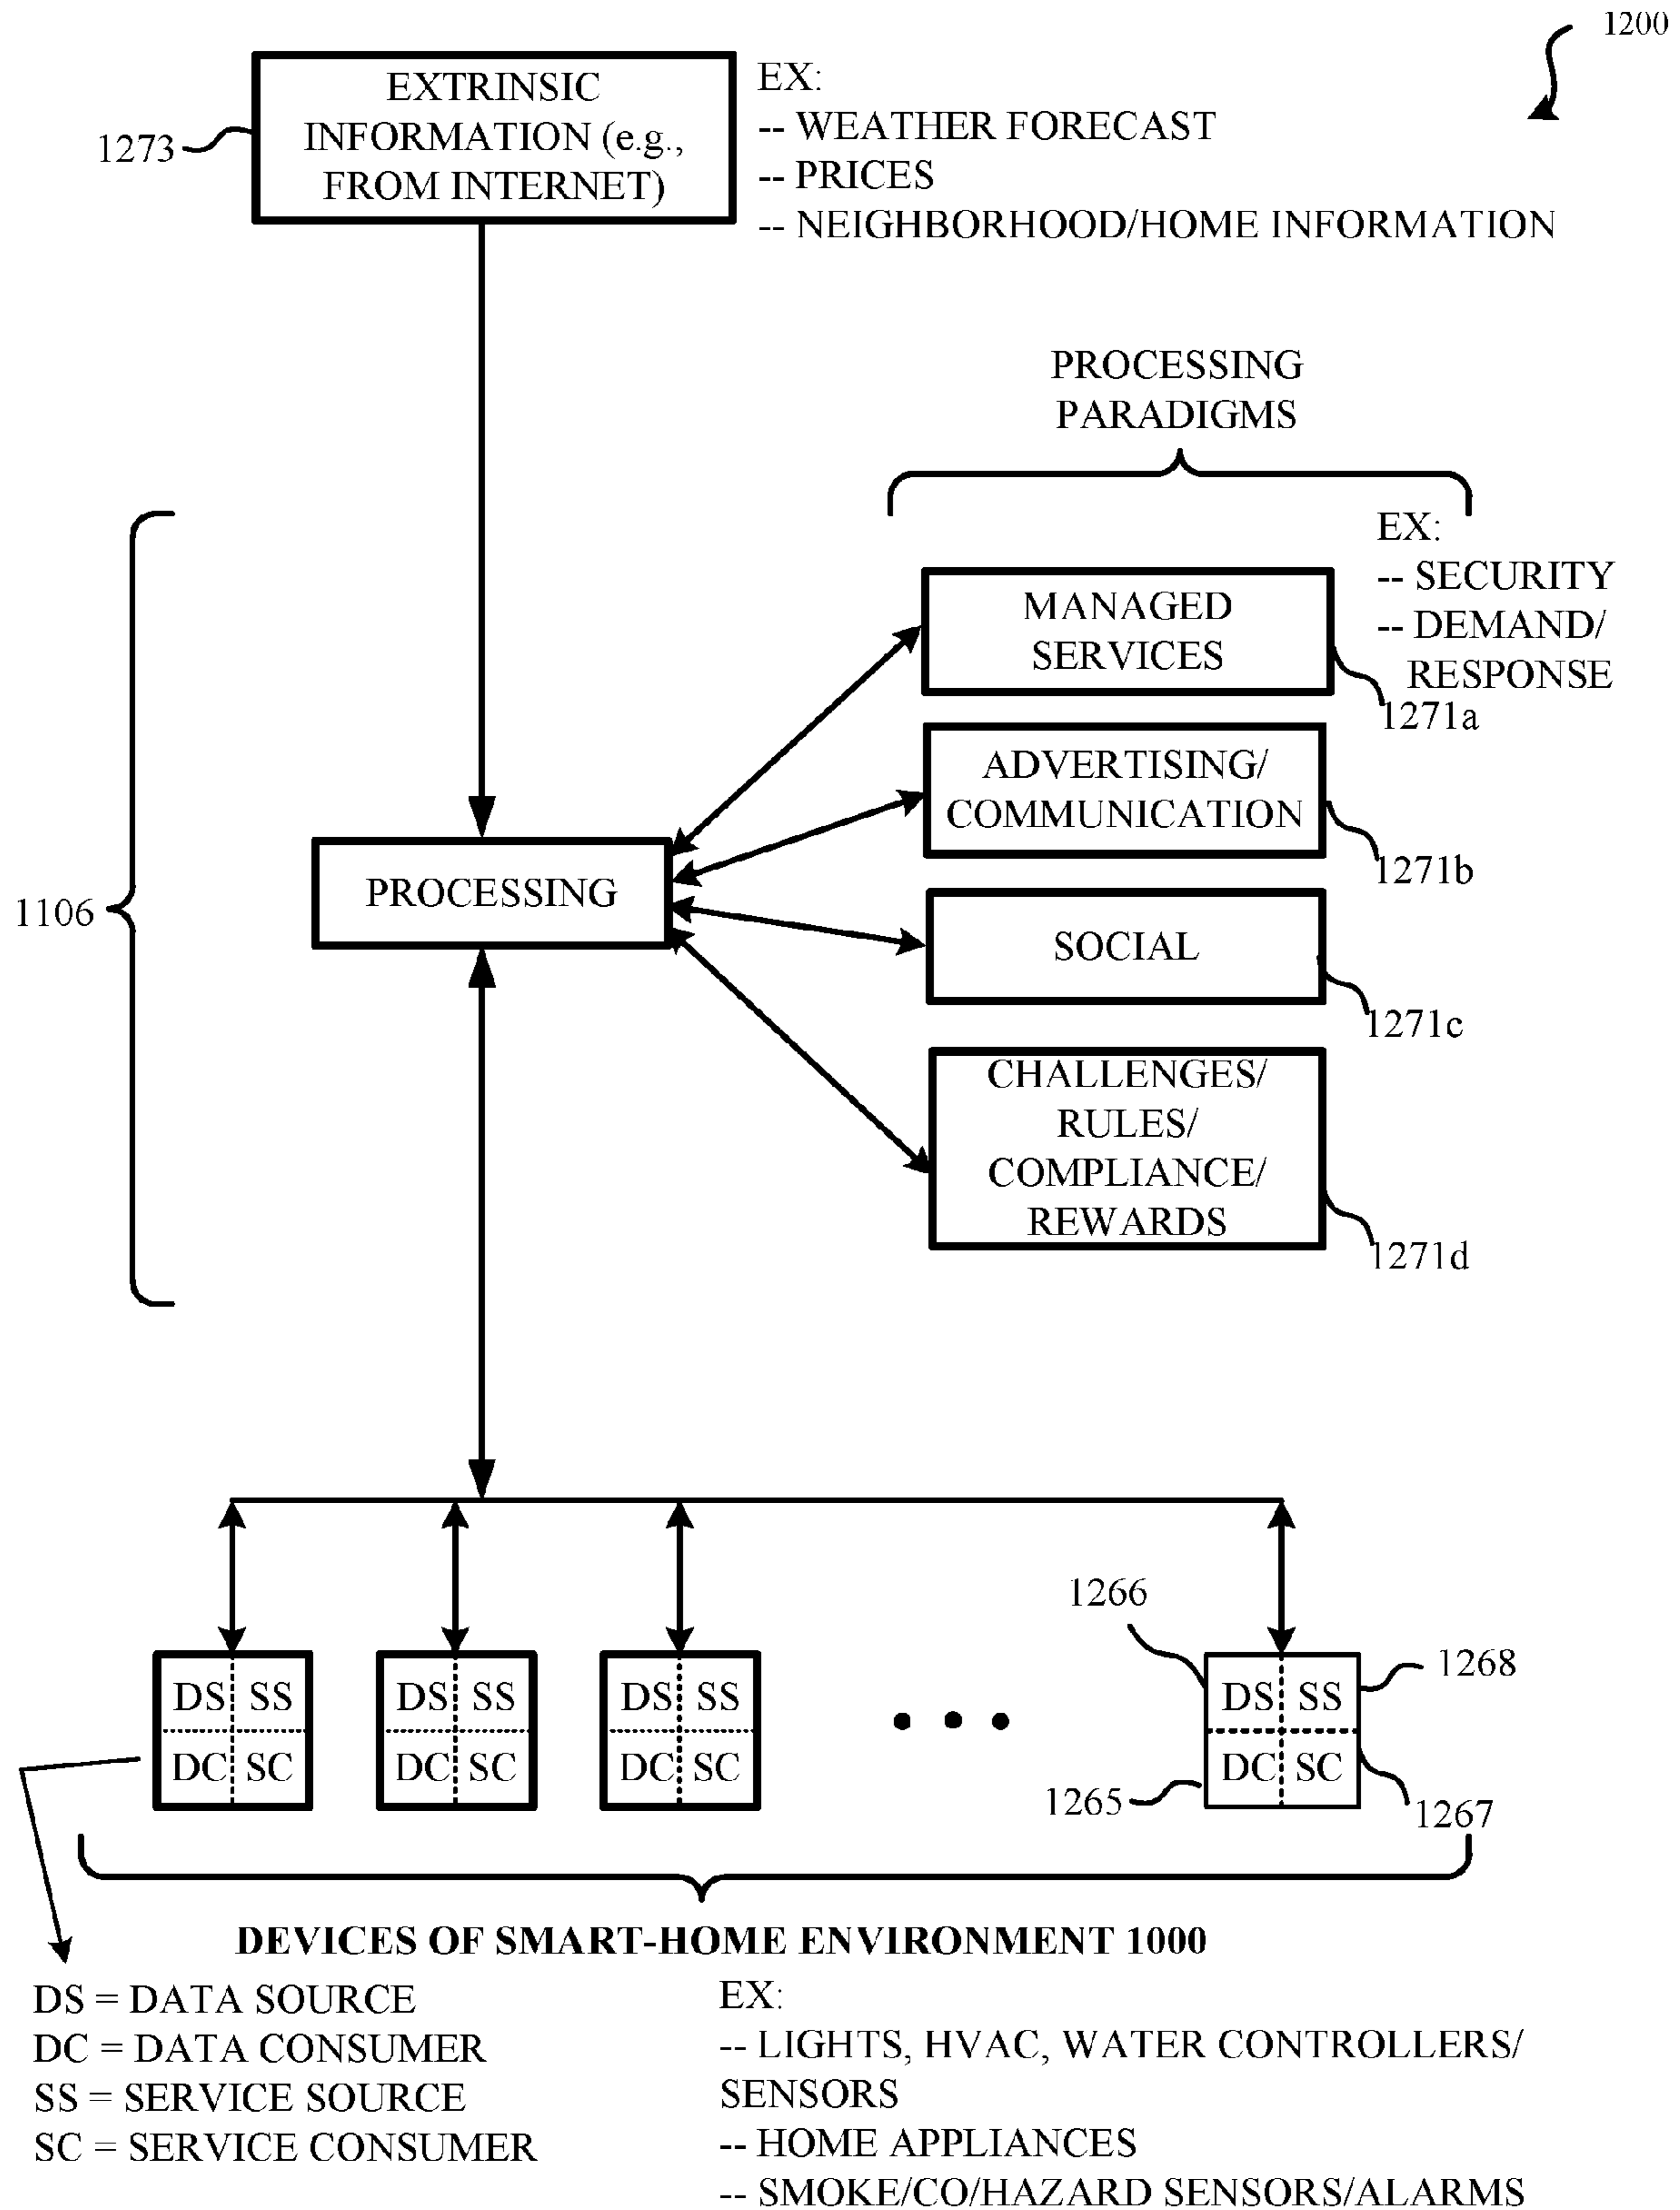 1200
EXTRINSIC
INFORMATION (e.g.,
FROM INTERNET)
1273
EX:
-- WEATHER FORECAST
-- PRICES
-- NEIGHBORHOOD/HOME INFORMATION
PROCESSING
PARADIGMS
EX:
-- SECURITY
-- DEMAND/
RESPONSE
MANAGED
SERVICES
1271a
ADVERTISING/
COMMUNICATION
1271b
PROCESSING
1106
SOCIAL
1271c
CHALLENGES/
RULES/
COMPLIANCE/
REWARDS
1271d
1266
1268
DS SS
DC SC
DS SS
DC SC
DS SS
DC SC
DS SS
DC SC
1265
1267
DEVICES OF SMART-HOME ENVIRONMENT 1000
DS = DATA SOURCE
DC = DATA CONSUMER
SS = SERVICE SOURCE
SC = SERVICE CONSUMER
EX:
-- LIGHTS, HVAC, WATER CONTROLLERS/
SENSORS
-- HOME APPLIANCES
-- SMOKE/CO/HAZARD SENSORS/ALARMS